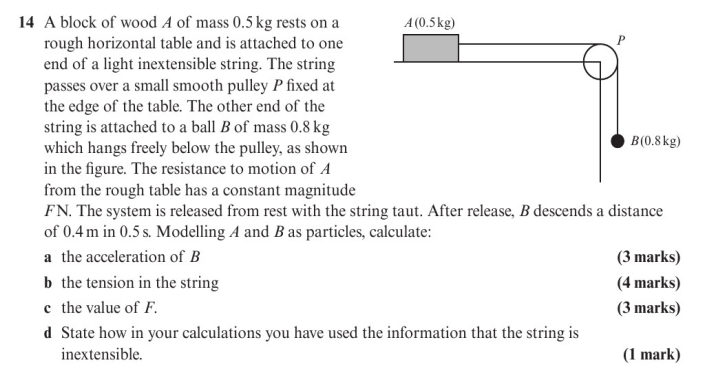 14 A block of wood A of mass 0.5 kg rests on a
rough horizontal table and is attached to one
end of a light inextensible string. The string
passes over a small smooth pulley P fixed at
the edge of the table. The other end of the
string is attached to a ball B of mass 0.8 kg
which hangs freely below the pulley, as shown
in the figure. The resistance to motion of A
from the rough table has a constant magnitude
FN. The system is released from rest with the string taut. After release, B descends a distance
of 0.4 m in 0.5 s. Modelling A and B as particles, calculate:
A (0.5 kg)
P
B (0.8 kg)
a the acceleration of B (3 marks)
b the tension in the string (4 marks)
c the value of F. (3 marks)
d State how in your calculations you have used the information that the string is
inextensible. (1 mark)